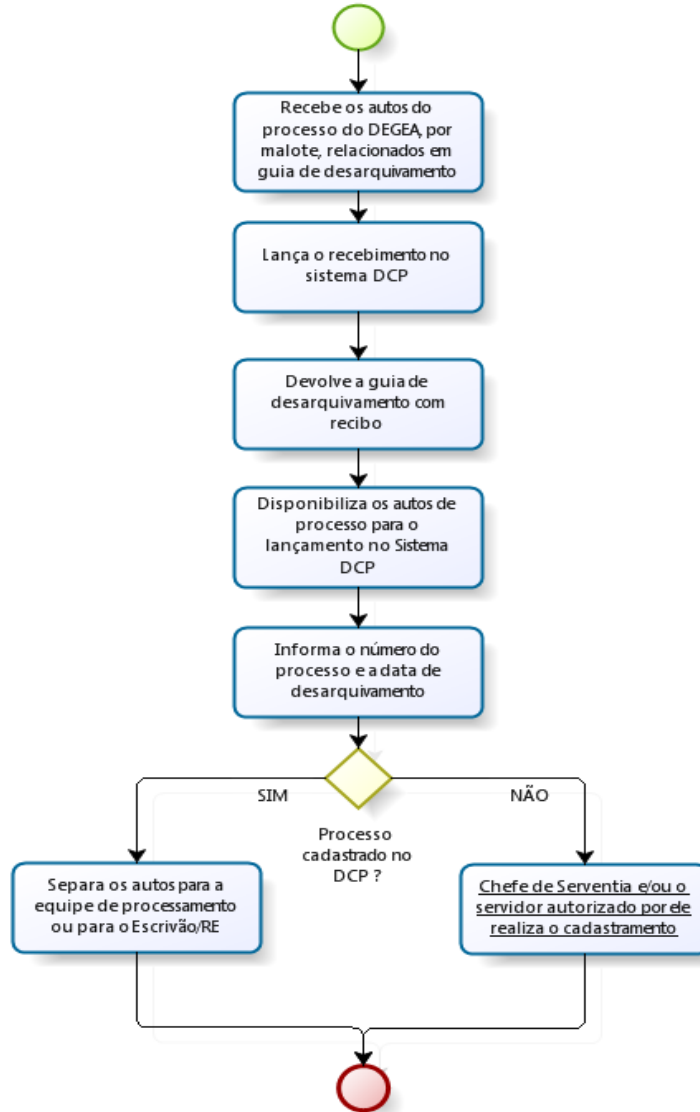 Recebe os autos do
processo do DEGEA, por
malote, relacionados em
guia de desarquivamento
Lança o recebimento no
sistema DCP
Devolve a guia de
desarquivamento com
recibo
Disponibiliza os autos de
processo para o
lançamento no Sistema
DCP
Informa o número do
processo e a data de
desarquivamento
SIM
NÃO
Processo
cadastrado no
DCP ?
Separa os autos para a
equipe de processamento
ou para o Escrivão/RE
Chefe de Serventia e/ou o
servidor autorizado por ele
realiza o cadastramento